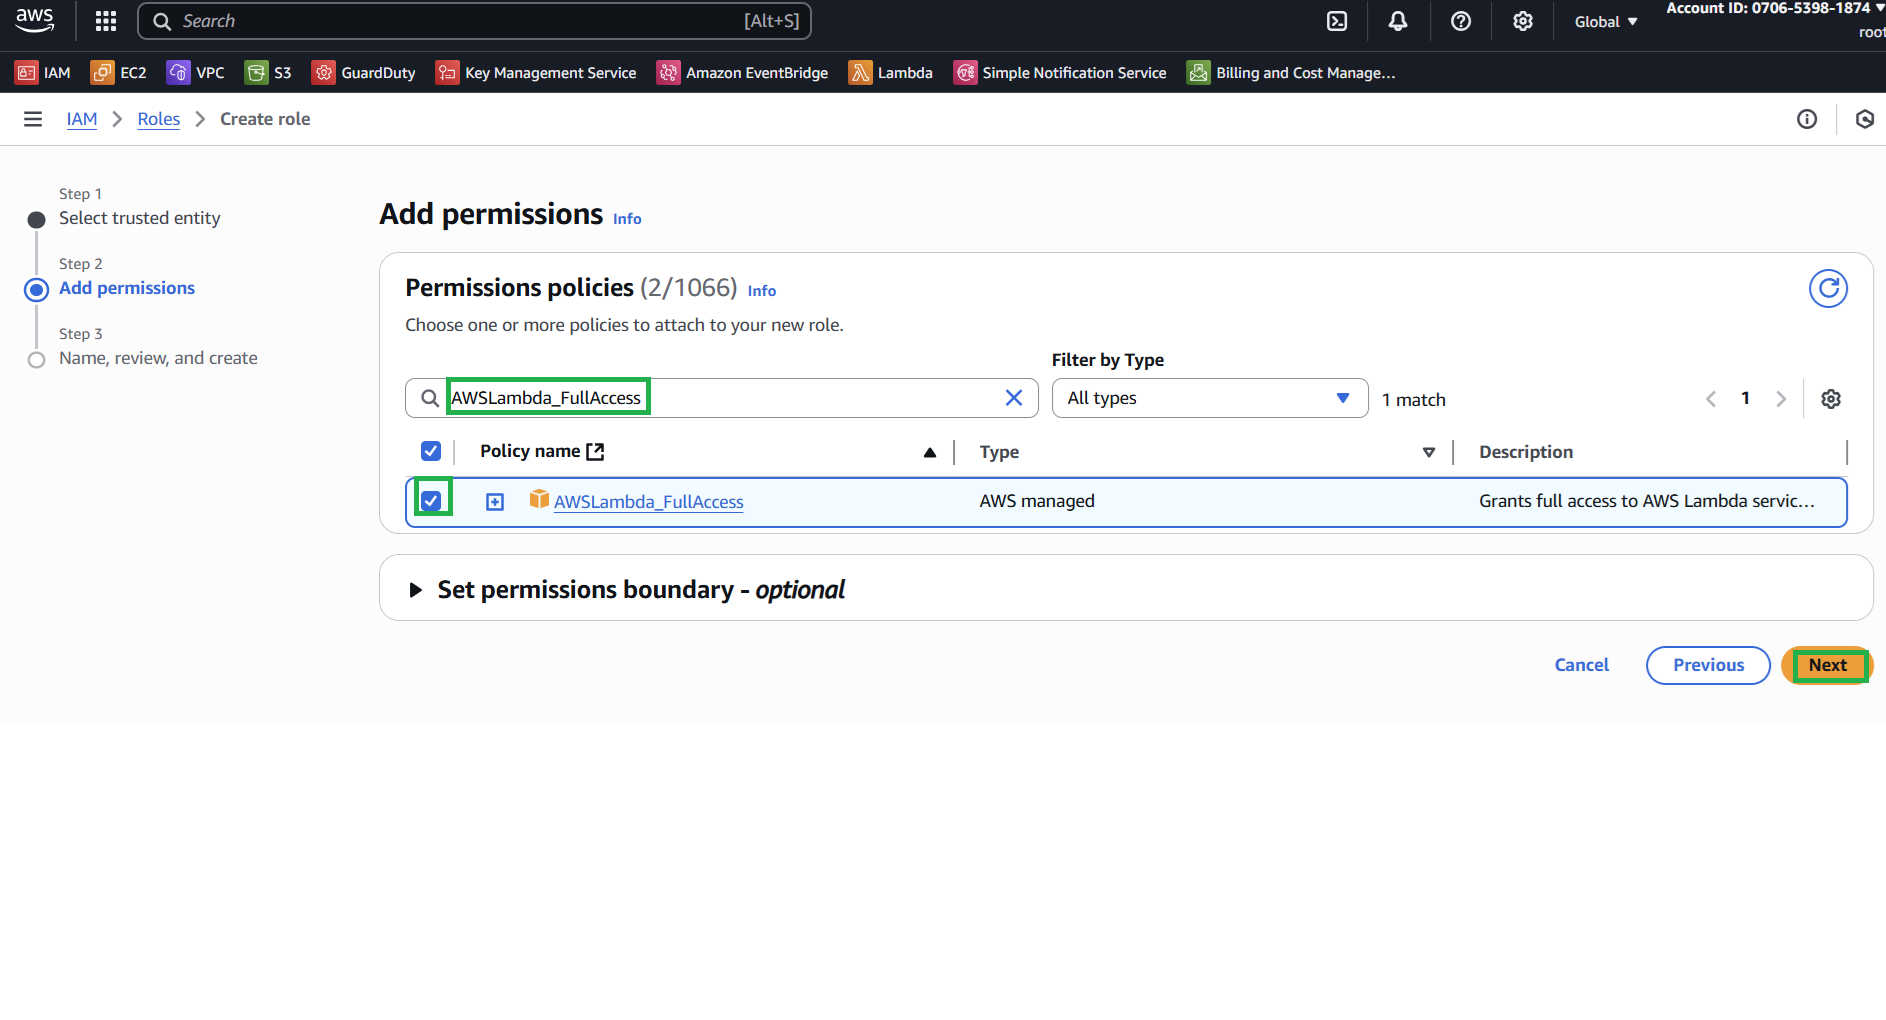 aws
Search [Alt+S]
Global
Account ID: 0706-5398-1874
root
IAM EC2 VPC S3 GuardDuty Key Management Service Amazon EventBridge Lambda Simple Notification Service Billing and Cost Manage...
IAM > Roles > Create role
Step 1
Select trusted entity
Step 2
Add permissions
Step 3
Name, review, and create
Add permissions Info
Permissions policies (2/1066) Info
Choose one or more policies to attach to your new role.
Filter by Type
AWSLambda_FullAccess
All types
1 match
1
Policy name
Type
Description
AWSLambda_FullAccess
AWS managed
Grants full access to AWS Lambda servic...
Set permissions boundary - optional
Cancel
Previous
Next